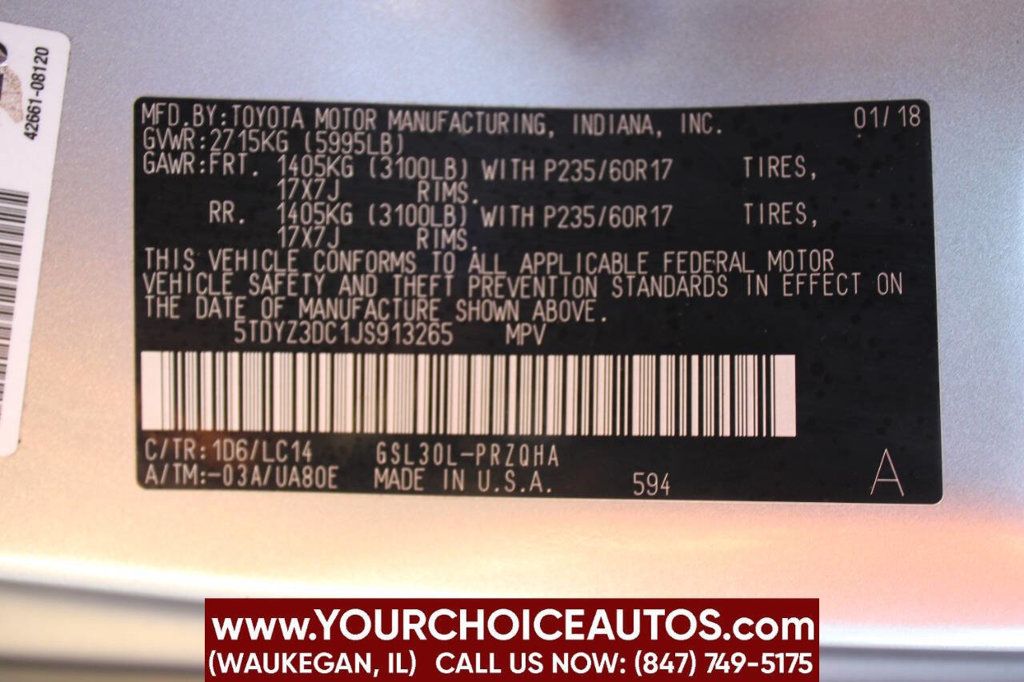 42661-08120
MFD.BY:TOYOTA MOTOR MANUFACTURING, INDIANA, INC. 01/18
GVWR:2715KG (5995LB)
GAWR:FRT. 1405KG (3100LB) WITH P235/60R17 TIRES,
17X7J RIMS.
RR. 1405KG (3100LB) WITH P235/60R17 TIRES,
17X7J RIMS.
THIS VEHICLE CONFORMS TO ALL APPLICABLE FEDERAL MOTOR
VEHICLE SAFETY AND THEFT PREVENTION STANDARDS IN EFFECT ON
THE DATE OF MANUFACTURE SHOWN ABOVE.
5TDYZ3DC1JS913265 MPV
C/TR:1D6/LC14 GSL30L-PRZQHA
A/TM:-03A/UA80E MADE IN U.S.A. 594 A
www.YOURCHOICEAUTOS.com
(WAUKEGAN, IL) CALL US NOW: (847) 749-5175